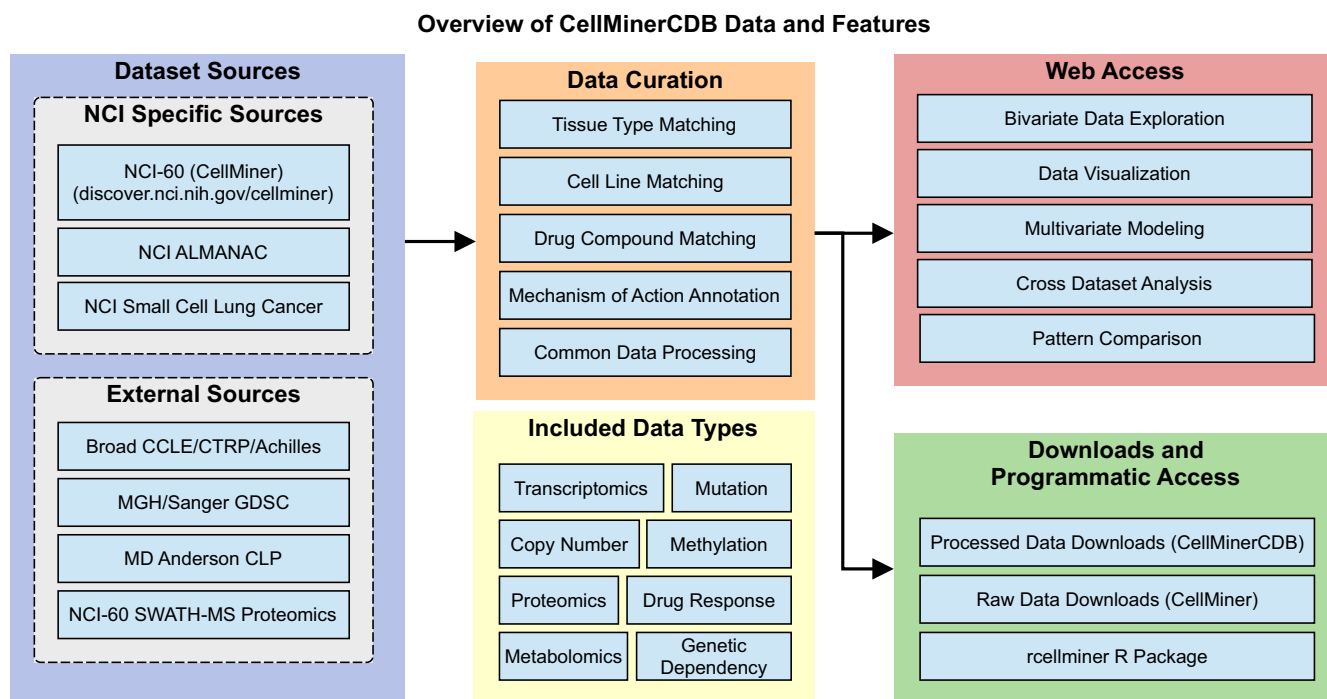 Overview of CellMinerCDB Data and Features
Dataset Sources
NCI Specific Sources
NCI-60 (CellMiner)
(discover.nci.nih.gov/cellminer)
NCI ALMANAC
NCI Small Cell Lung Cancer
External Sources
Broad CCLE/CTRP/Achilles
MGH/Sanger GDSC
MD Anderson CLP
NCI-60 SWATH-MS Proteomics
Data Curation
Tissue Type Matching
Cell Line Matching
Drug Compound Matching
Mechanism of Action Annotation
Common Data Processing
Included Data Types
Transcriptomics
Mutation
Copy Number
Methylation
Proteomics
Drug Response
Metabolomics
Genetic
Dependency
Web Access
Bivariate Data Exploration
Data Visualization
Multivariate Modeling
Cross Dataset Analysis
Pattern Comparison
Downloads and
Programmatic Access
Processed Data Downloads (CellMinerCDB)
Raw Data Downloads (CellMiner)
rcellminer R Package